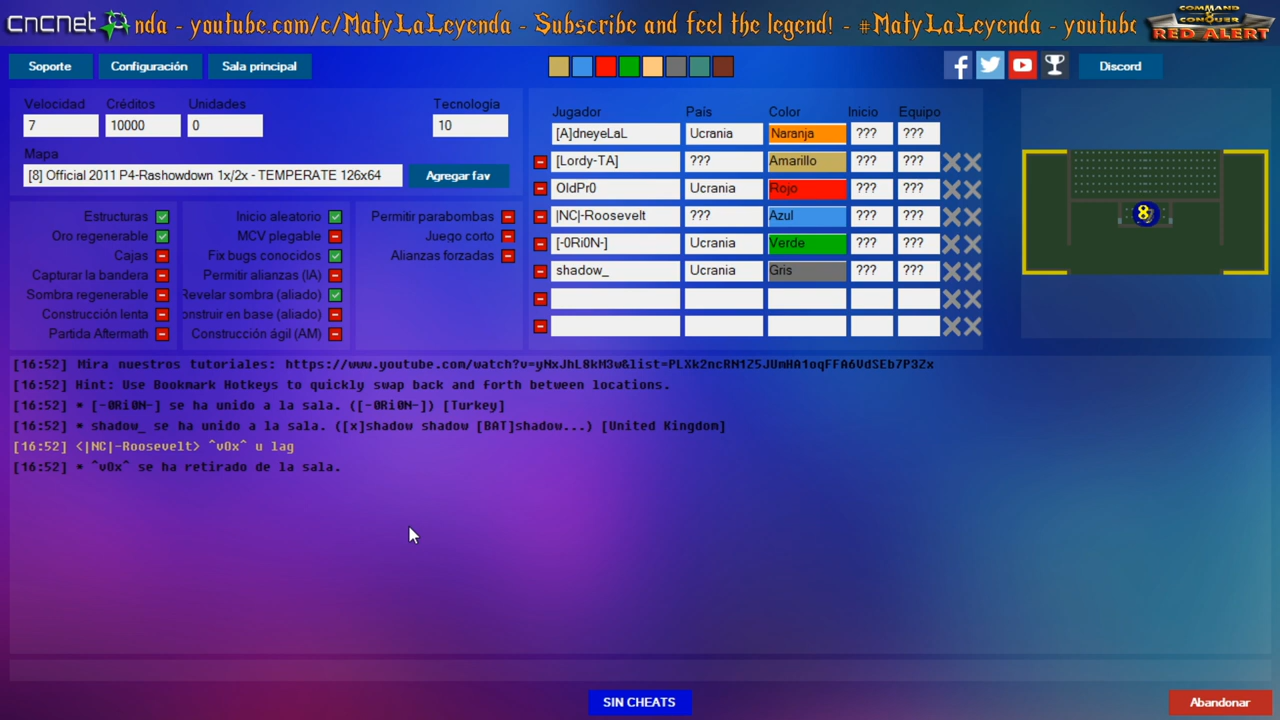 cncnet nda - youtube.com/c/MatyLaLeyenda - Subscribe and feel the legend! - #MatyLaLeyenda - youtube
COMMAND & CONQUER
RED ALERT
Soporte Configuración Sala principal Discord
Velocidad Créditos Unidades Tecnología
7 10000 0 10
Mapa
[8] Official 2011 P4-Rashowdown 1x/2x - TEMPERATE 126x64 Agregar fav
Estructuras Inicio aleatorio Permitir parabombas
Oro regenerable MCV plegable Juego corto
Cajas Fix bugs conocidos Alianzas forzadas
Capturar la bandera Permitir alianzas (IA)
Sombra regenerable Revelar sombra (aliado)
Construcción lenta onstruir en base (aliado)
Partida Aftermath Construcción ágil (AM)
Jugador País Color Inicio Equipo
[A]dneyeLaL Ucrania Naranja ??? ???
[Lordy-TA] ??? Amarillo ??? ???
OldPr0 Ucrania Rojo ??? ???
|NC|-Roosevelt ??? Azul ??? ???
[-0Ri0N-] Ucrania Verde ??? ???
shadow_ Ucrania Gris ??? ???
8
[16:52] Mira nuestros tutoriales: https://www.youtube.com/watch?v=yNxJhL8kM3w&list=PLXk2ncRN1Z5JUmHA1oqFFA6VdSEb7P3Zx
[16:52] Hint: Use Bookmark Hotkeys to quickly swap back and forth between locations.
[16:52] * [-0Ri0N-] se ha unido a la sala. ([-0Ri0N-]) [Turkey]
[16:52] * shadow_ se ha unido a la sala. ([x]shadow shadow [BAT]shadow...) [United Kingdom]
[16:52] <|NC|-Roosevelt> ^v0x^ u lag
[16:52] * ^v0x^ se ha retirado de la sala.
SIN CHEATS Abandonar